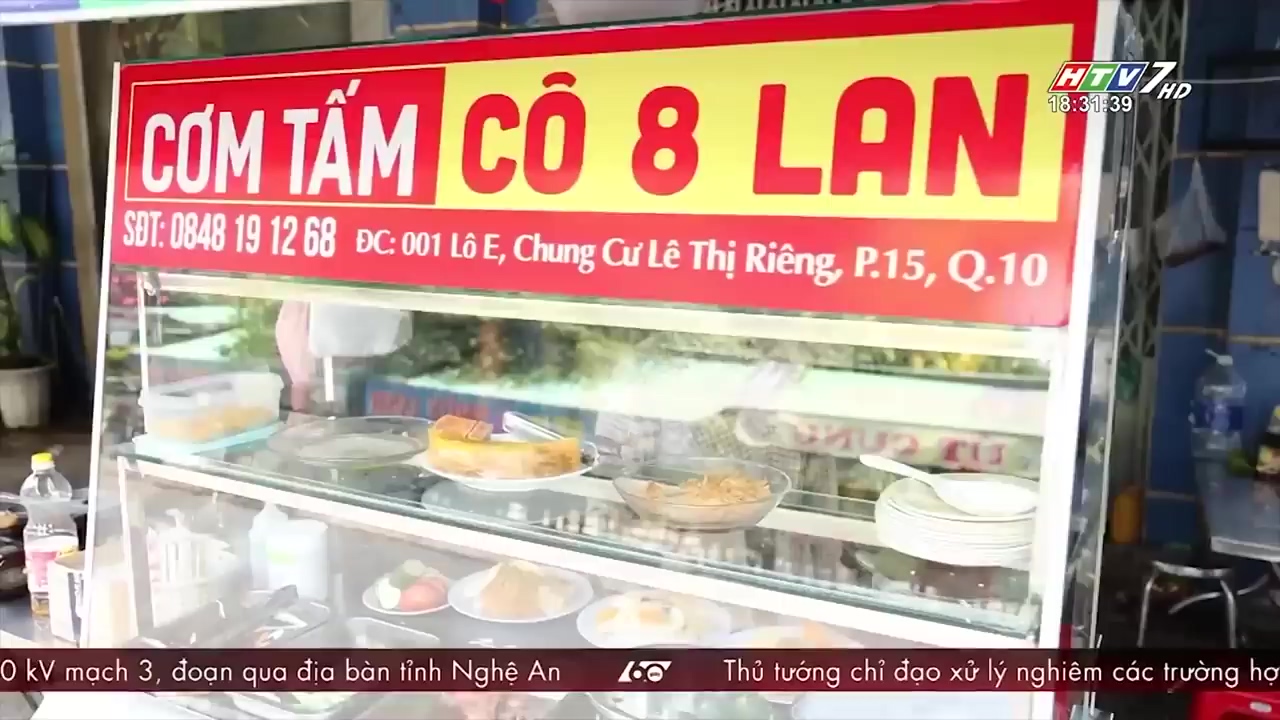 CƠM TẤM CÔ 8 LAN
SĐT: 0848 19 12 68 ĐC: 001 Lô E, Chung Cư Lê Thị Riêng, P.15, Q.10
HTV7 HD
18:31:39
0 kV mạch 3, đoạn qua địa bàn tỉnh Nghệ An 60 Thủ tướng chỉ đạo xử lý nghiêm các trường hợ